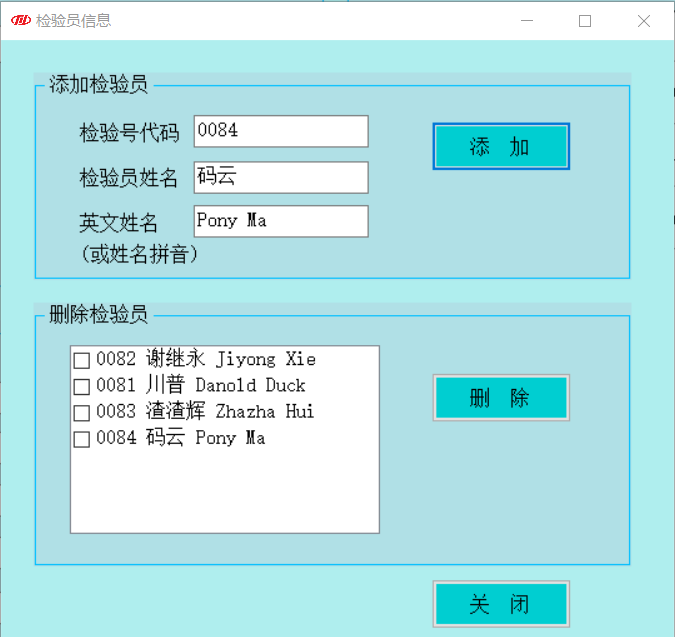 检验员信息
添加检验员
检验号代码 0084
添 加
检验员姓名 码云
英文姓名 Pony Ma
(或姓名拼音)
删除检验员
0082 谢继永 Jiyong Xie
0081 川普 Danold Duck
0083 渣渣辉 Zhazha Hui
0084 码云 Pony Ma
删 除
关 闭